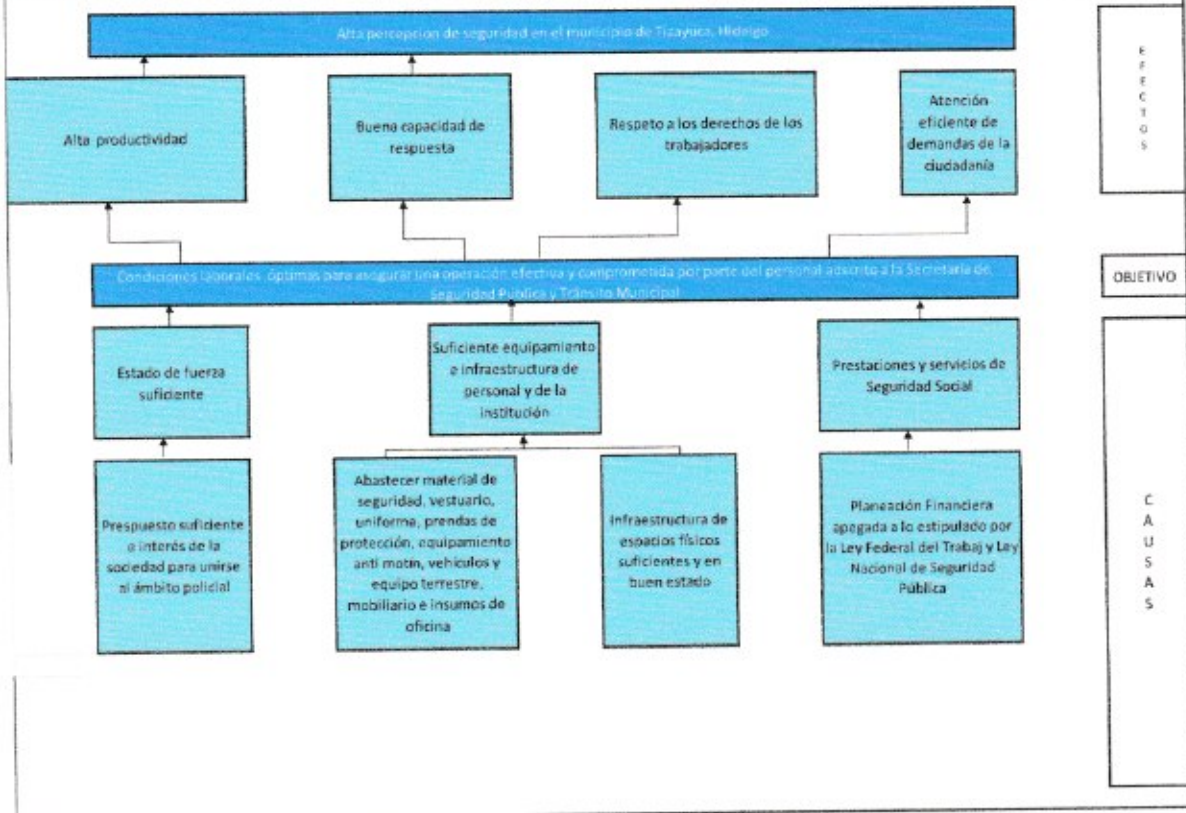 Alta percepción de seguridad en el municipio de Tizayuca, Hidalgo
Alta productividad
Buena capacidad de
respuesta
Respeto a los derechos de los
trabajadores
Atención
eficiente de
demandas de la
ciudadanía
EFECTOS
Condiciones laborales óptimas para asegurar una operación efectiva y comprometida por parte del personal adscrito a la Secretaría de
Seguridad Pública y Tránsito Municipal
OBJETIVO
Estado de fuerza
suficiente
Suficiente equipamiento
e infraestructura de
personal y de la
institución
Prestaciones y servicios de
Seguridad Social
Prespuesto suficiente
e interés de la
sociedad para unirse
al ámbito policial
Abastecer material de
seguridad, vestuario,
uniforme, prendas de
protección, equipamiento
anti motín, vehículos y
equipo terrestre,
mobiliario e insumos de
oficina
Infraestructura de
espacios físicos
suficientes y en
buen estado
Planeación Financiera
apegada a lo estipulado por
la Ley Federal del Trabaj y Ley
Nacional de Seguridad
Pública
CAUSAS